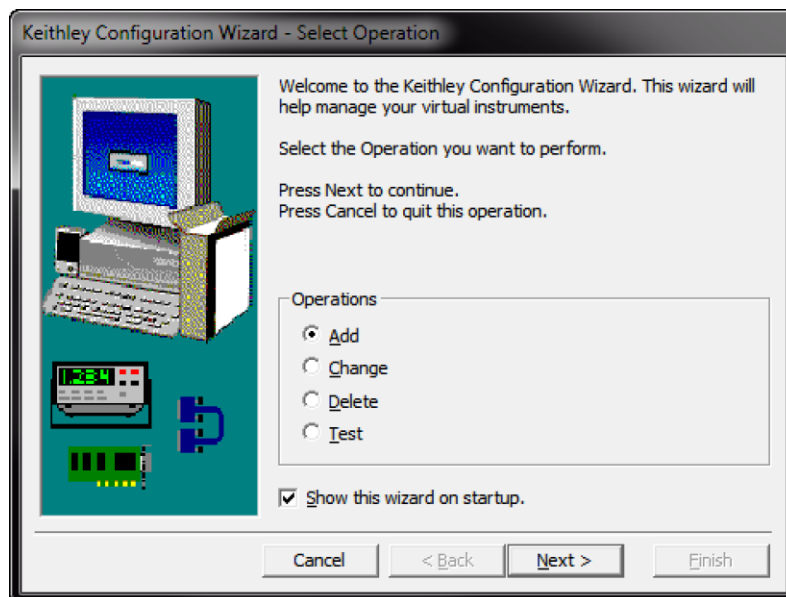 Keithley Configuration Wizard - Select Operation
Welcome to the Keithley Configuration Wizard. This wizard will
help manage your virtual instruments.
Select the Operation you want to perform.
Press Next to continue.
Press Cancel to quit this operation.
1.234
Operations
Add
Change
Delete
Test
Show this wizard on startup.
Cancel
< Back
Next >
Finish